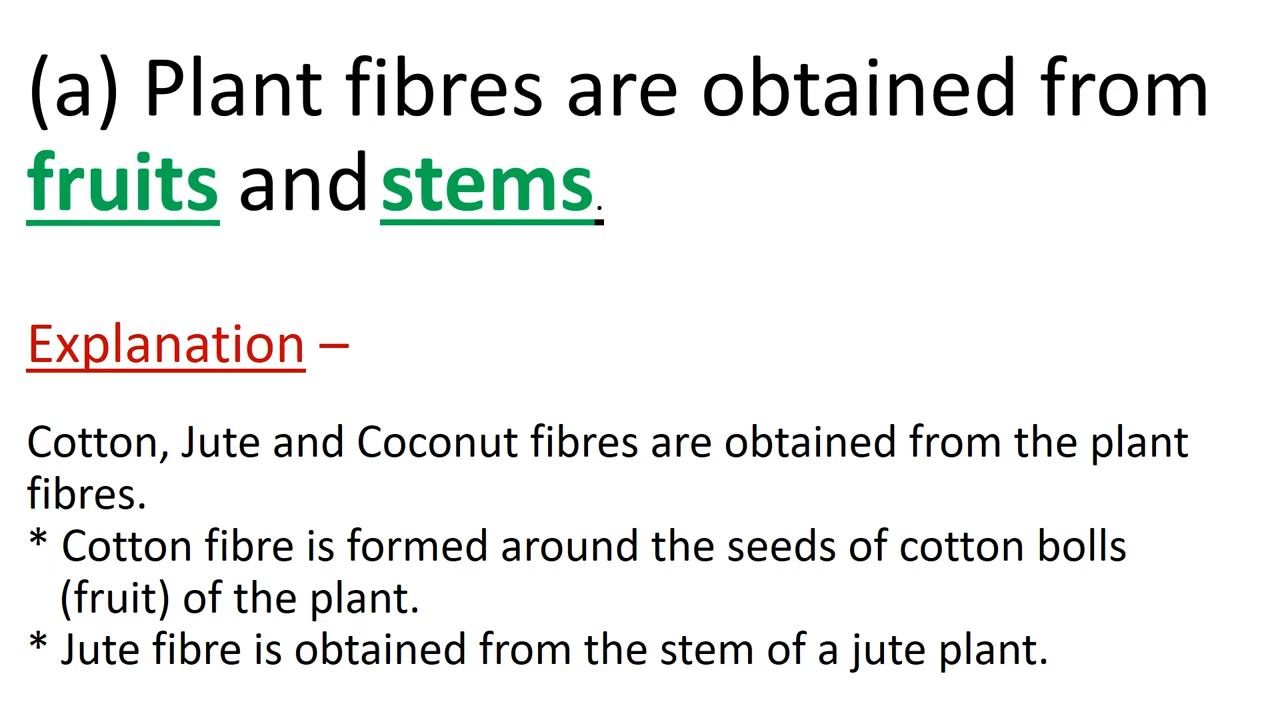 (a) Plant fibres are obtained from
fruits and stems.
Explanation –
Cotton, Jute and Coconut fibres are obtained from the plant
fibres.
* Cotton fibre is formed around the seeds of cotton bolls
(fruit) of the plant.
* Jute fibre is obtained from the stem of a jute plant.